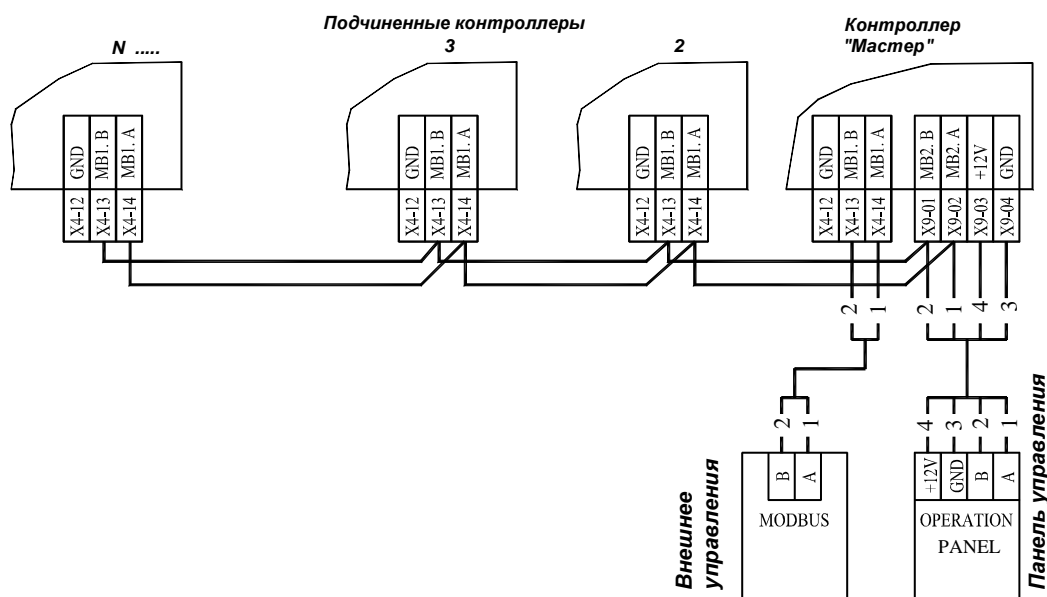 Подчиненные контроллеры
Контроллер
"Мастер"
N .....
3
2
GND
MB1. B
MB1. A
GND
MB1. B
MB1. A
GND
MB1. B
MB1. A
GND
MB1. B
MB1. A
MB2. B
MB2. A
+12V
GND
X4-12
X4-13
X4-14
X4-12
X4-13
X4-14
X4-12
X4-13
X4-14
X4-12
X4-13
X4-14
X9-01
X9-02
X9-03
X9-04
2
1
2
1
4
3
2
1
4
3
2
1
B
A
MODBUS
+12V
GND
B
A
OPERATION
PANEL
Внешнее
управления
Панель управления